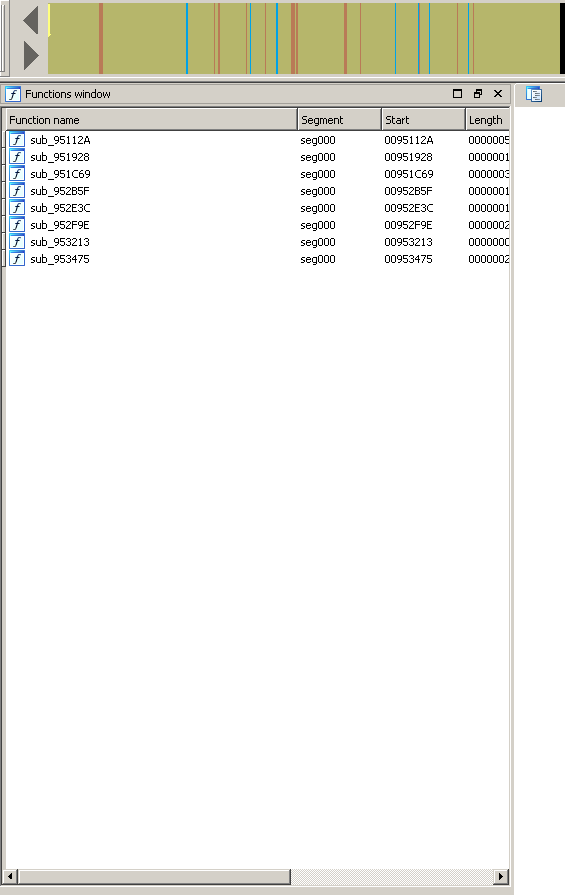 Functions window
Function name Segment Start Length
sub_95112A seg000 0095112A 0000005
sub_951928 seg000 00951928 0000001
sub_951C69 seg000 00951C69 0000003
sub_952B5F seg000 00952B5F 0000001
sub_952E3C seg000 00952E3C 0000001
sub_952F9E seg000 00952F9E 0000002
sub_953213 seg000 00953213 0000000
sub_953475 seg000 00953475 0000002